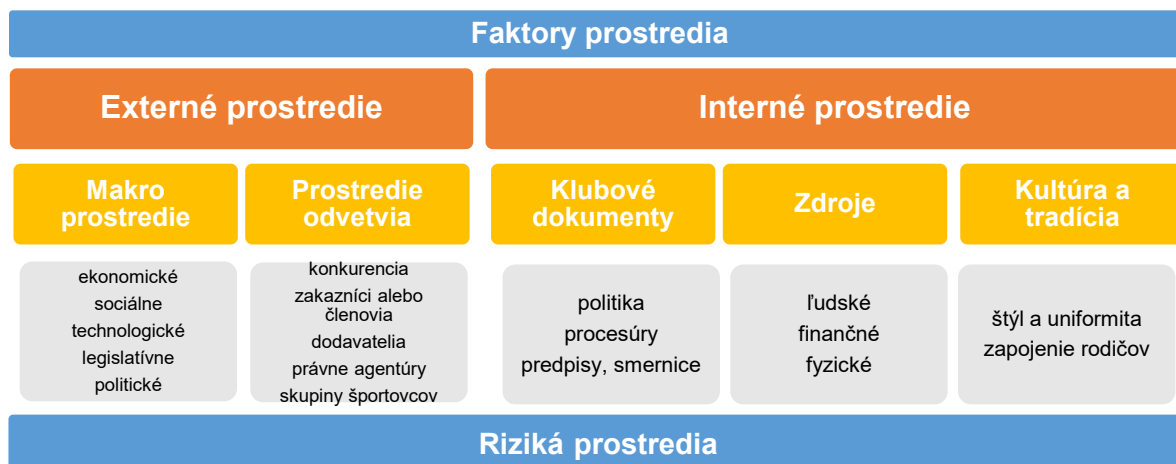 Faktory prostredia
Externé prostredie
Interné prostredie
Makro
prostredie
Prostredie
odvetvia
Klubové
dokumenty
Zdroje
Kultúra a
tradícia
ekonomické
sociálne
technologické
legislatívne
politické
konkurencia
zakazníci alebo
členovia
dodavatelia
právne agentúry
skupiny športovcov
politika
procesúry
predpisy, smernice
ľudské
finančné
fyzické
štýl a uniformita
zapojenie rodičov
Riziká prostredia